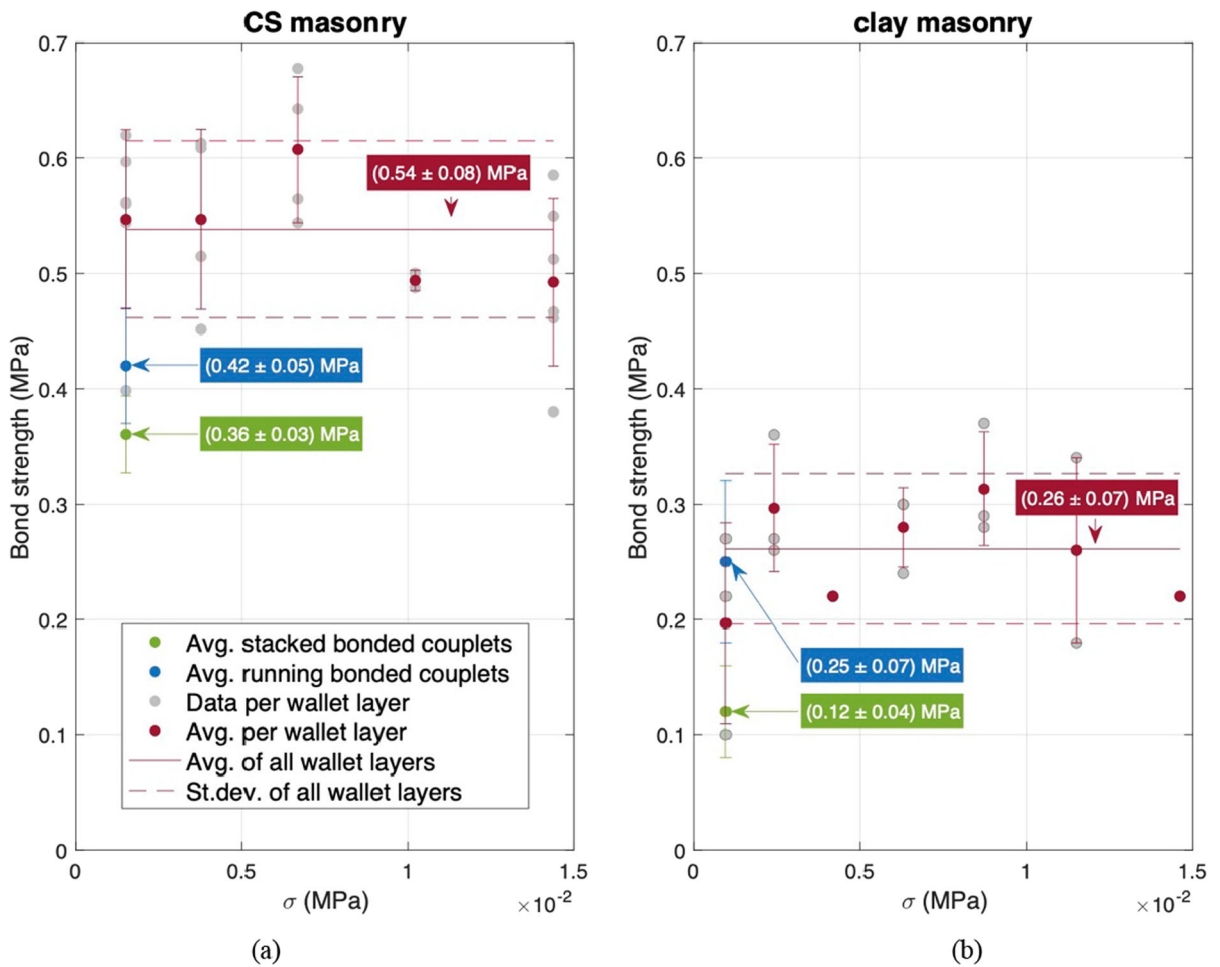 CS masonry
0.7
0.6
0.5
0.4
0.3
0.2
0.1
0
Bond strength (MPa)
(0.54 ± 0.08) MPa
(0.42 ± 0.05) MPa
(0.36 ± 0.03) MPa
Avg. stacked bonded couplets
Avg. running bonded couplets
Data per wallet layer
Avg. per wallet layer
Avg. of all wallet layers
St.dev. of all wallet layers
0 0.5 1 1.5
σ (MPa)
×10⁻²
(a)
clay masonry
0.7
0.6
0.5
0.4
0.3
0.2
0.1
0
Bond strength (MPa)
(0.26 ± 0.07) MPa
(0.25 ± 0.07) MPa
(0.12 ± 0.04) MPa
0 0.5 1 1.5
σ (MPa)
×10⁻²
(b)